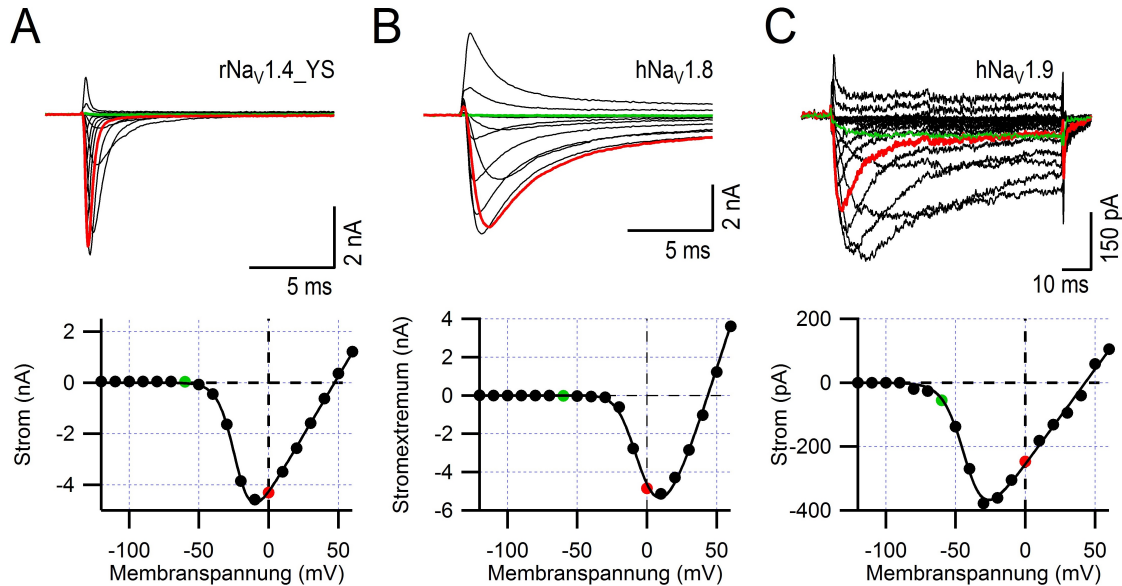 A
rNaV1.4_YS
2 nA
5 ms
B
hNaV1.8
2 nA
5 ms
C
hNaV1.9
150 pA
10 ms
Strom (nA)
2
0
-2
-4
-100 -50 0 50
Membranspannung (mV)
Stromextremum (nA)
4
2
0
-2
-4
-6
-100 -50 0 50
Membranspannung (mV)
Strom (pA)
200
0
-200
-400
-100 -50 0 50
Membranspannung (mV)